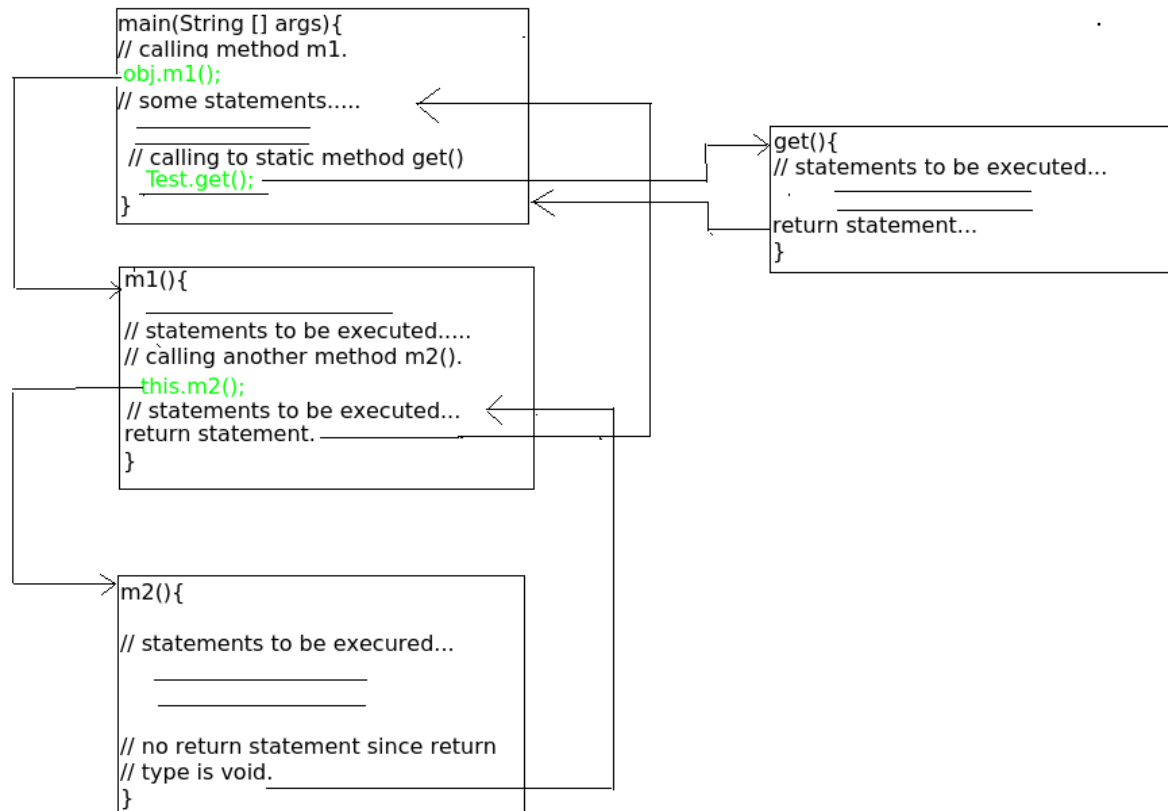 main(String [] args){
// calling method m1.
obj.m1();
// some statements.....
// calling to static method get()
Test.get();
}
get(){
// statements to be executed...
return statement...
}
m1(){
// statements to be executed.....
// calling another method m2().
this.m2();
// statements to be executed...
return statement.
}
m2(){
// statements to be execured...
// no return statement since return
// type is void.
}